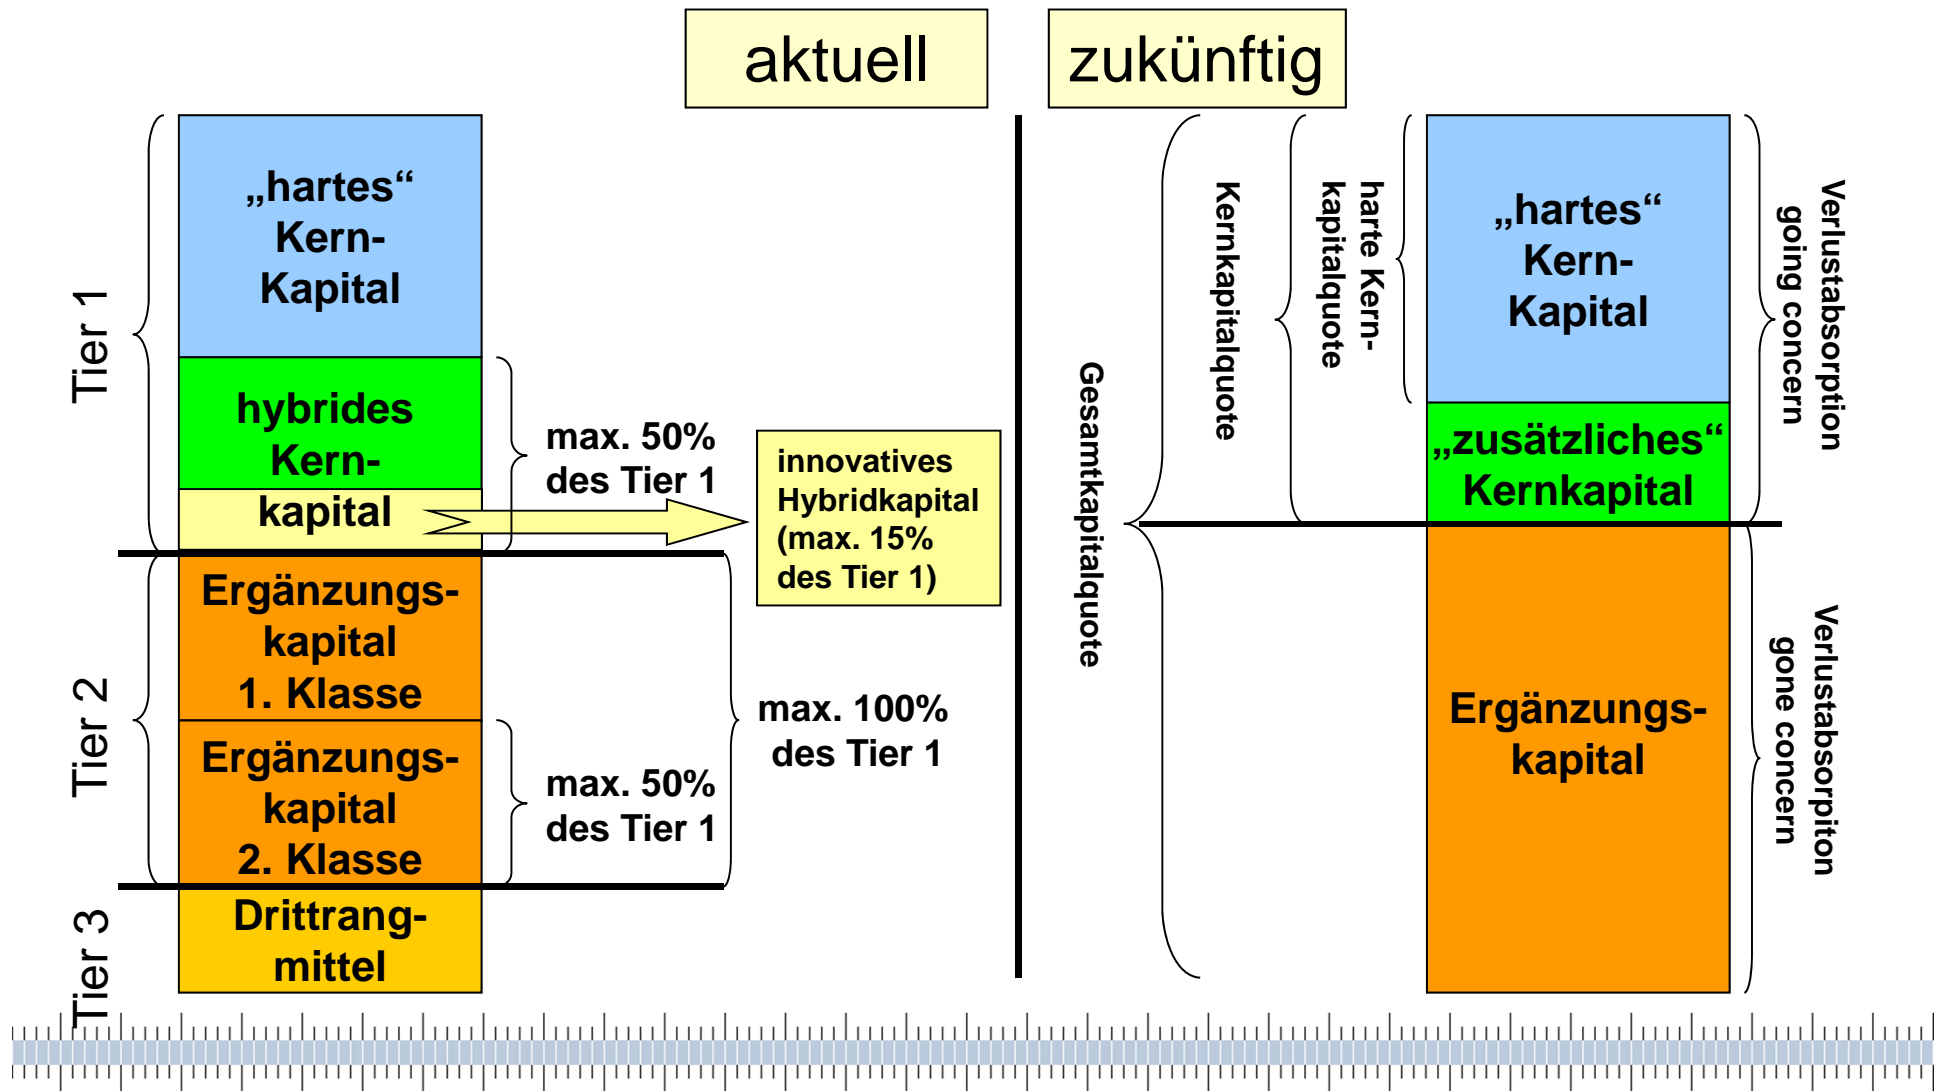 aktuell
zukünftig
Tier 1
„hartes“
Kern-
Kapital
hybrides
Kern-
kapital
max. 50%
des Tier 1
innovatives
Hybridkapital
(max. 15%
des Tier 1)
Tier 2
Ergänzungs-
kapital
1. Klasse
Ergänzungs-
kapital
2. Klasse
max. 50%
des Tier 1
max. 100%
des Tier 1
Tier 3
Drittrang-
mittel
Gesamtkapitalquote
Kernkapitalquote
harte Kern-
kapitalquote
„hartes“
Kern-
Kapital
„zusätzliches“
Kernkapital
Ergänzungs-
kapital
Verlustabsorption
going concern
Verlustabsorpiton
gone concern